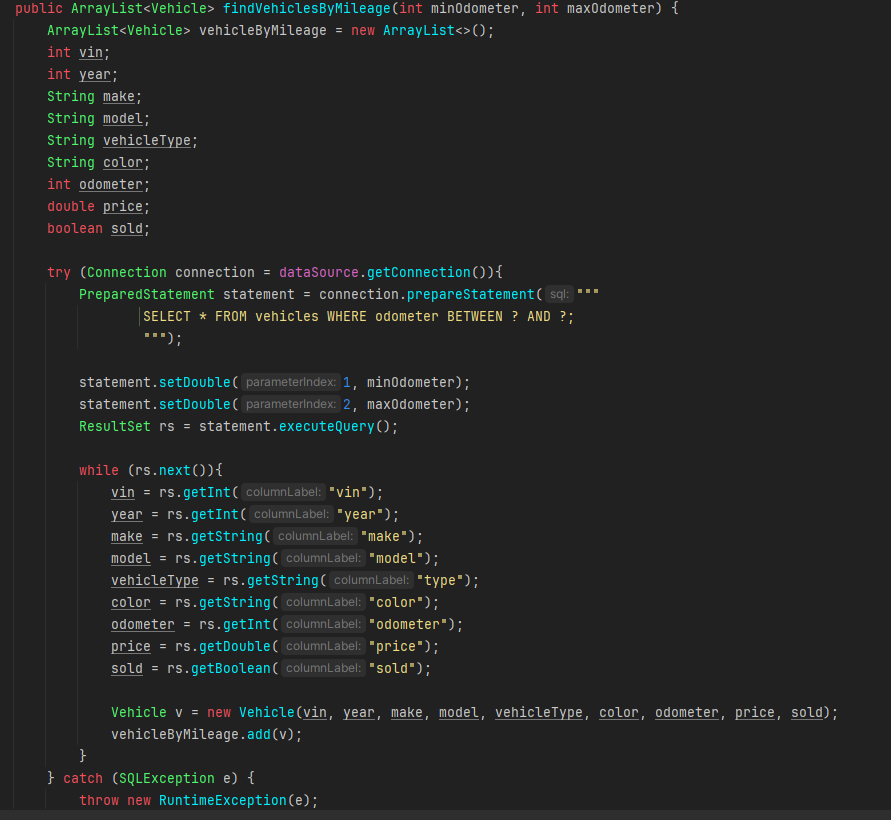 public ArrayList<Vehicle> findVehiclesByMileage(int minOdometer, int maxOdometer) {
    ArrayList<Vehicle> vehicleByMileage = new ArrayList<>();
    int vin;
    int year;
    String make;
    String model;
    String vehicleType;
    String color;
    int odometer;
    double price;
    boolean sold;

    try (Connection connection = dataSource.getConnection()){
        PreparedStatement statement = connection.prepareStatement( sql: """
                SELECT * FROM vehicles WHERE odometer BETWEEN ? AND ?;
                """);

        statement.setDouble( parameterIndex: 1, minOdometer);
        statement.setDouble( parameterIndex: 2, maxOdometer);
        ResultSet rs = statement.executeQuery();

        while (rs.next()){
            vin = rs.getInt( columnLabel: "vin");
            year = rs.getInt( columnLabel: "year");
            make = rs.getString( columnLabel: "make");
            model = rs.getString( columnLabel: "model");
            vehicleType = rs.getString( columnLabel: "type");
            color = rs.getString( columnLabel: "color");
            odometer = rs.getInt( columnLabel: "odometer");
            price = rs.getDouble( columnLabel: "price");
            sold = rs.getBoolean( columnLabel: "sold");

            Vehicle v = new Vehicle(vin, year, make, model, vehicleType, color, odometer, price, sold);
            vehicleByMileage.add(v);
        }
    } catch (SQLException e) {
        throw new RuntimeException(e);